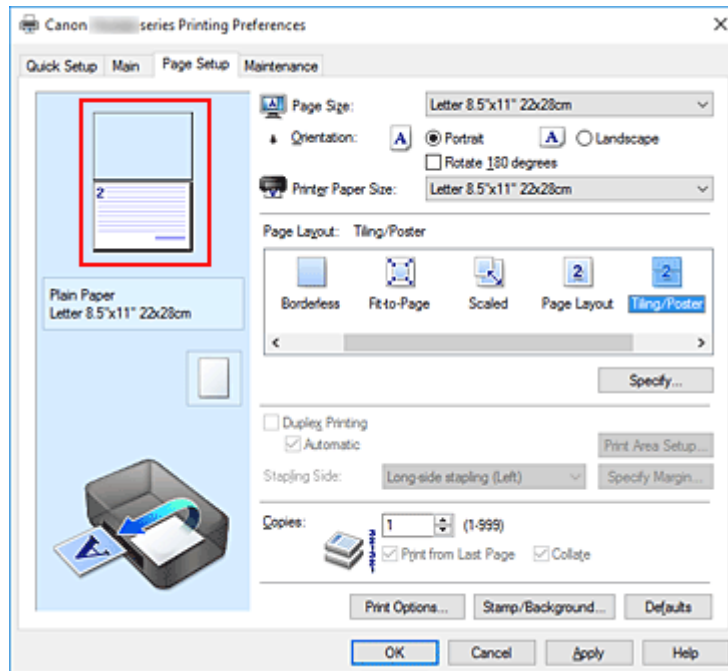 Canon series Printing Preferences
Quick Setup Main Page Setup Maintenance
2
Plain Paper
Letter 8.5"x11" 22x28cm
A
Page Size: Letter 8.5"x11" 22x28cm
Orientation: A Portrait A Landscape
Rotate 180 degrees
Printer Paper Size: Letter 8.5"x11" 22x28cm
Page Layout: Tiling/Poster
2 2
Borderless Fit-to-Page Scaled Page Layout Tiling/Poster
Specify...
Duplex Printing
Automatic Print Area Setup...
Stapling Side: Long-side stapling (Left) Specify Margin...
Copies: 1 (1-999)
Print from Last Page Collate
Print Options... Stamp/Background... Defaults
OK Cancel Apply Help